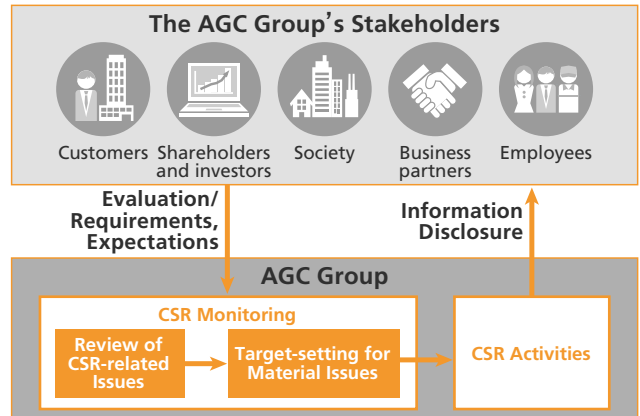 The AGC Group's Stakeholders
Customers
Shareholders
and investors
Society
Business
partners
Employees
Evaluation/
Requirements,
Expectations
Information
Disclosure
AGC Group
CSR Monitoring
Review of
CSR-related
Issues
Target-setting for
Material Issues
CSR Activities